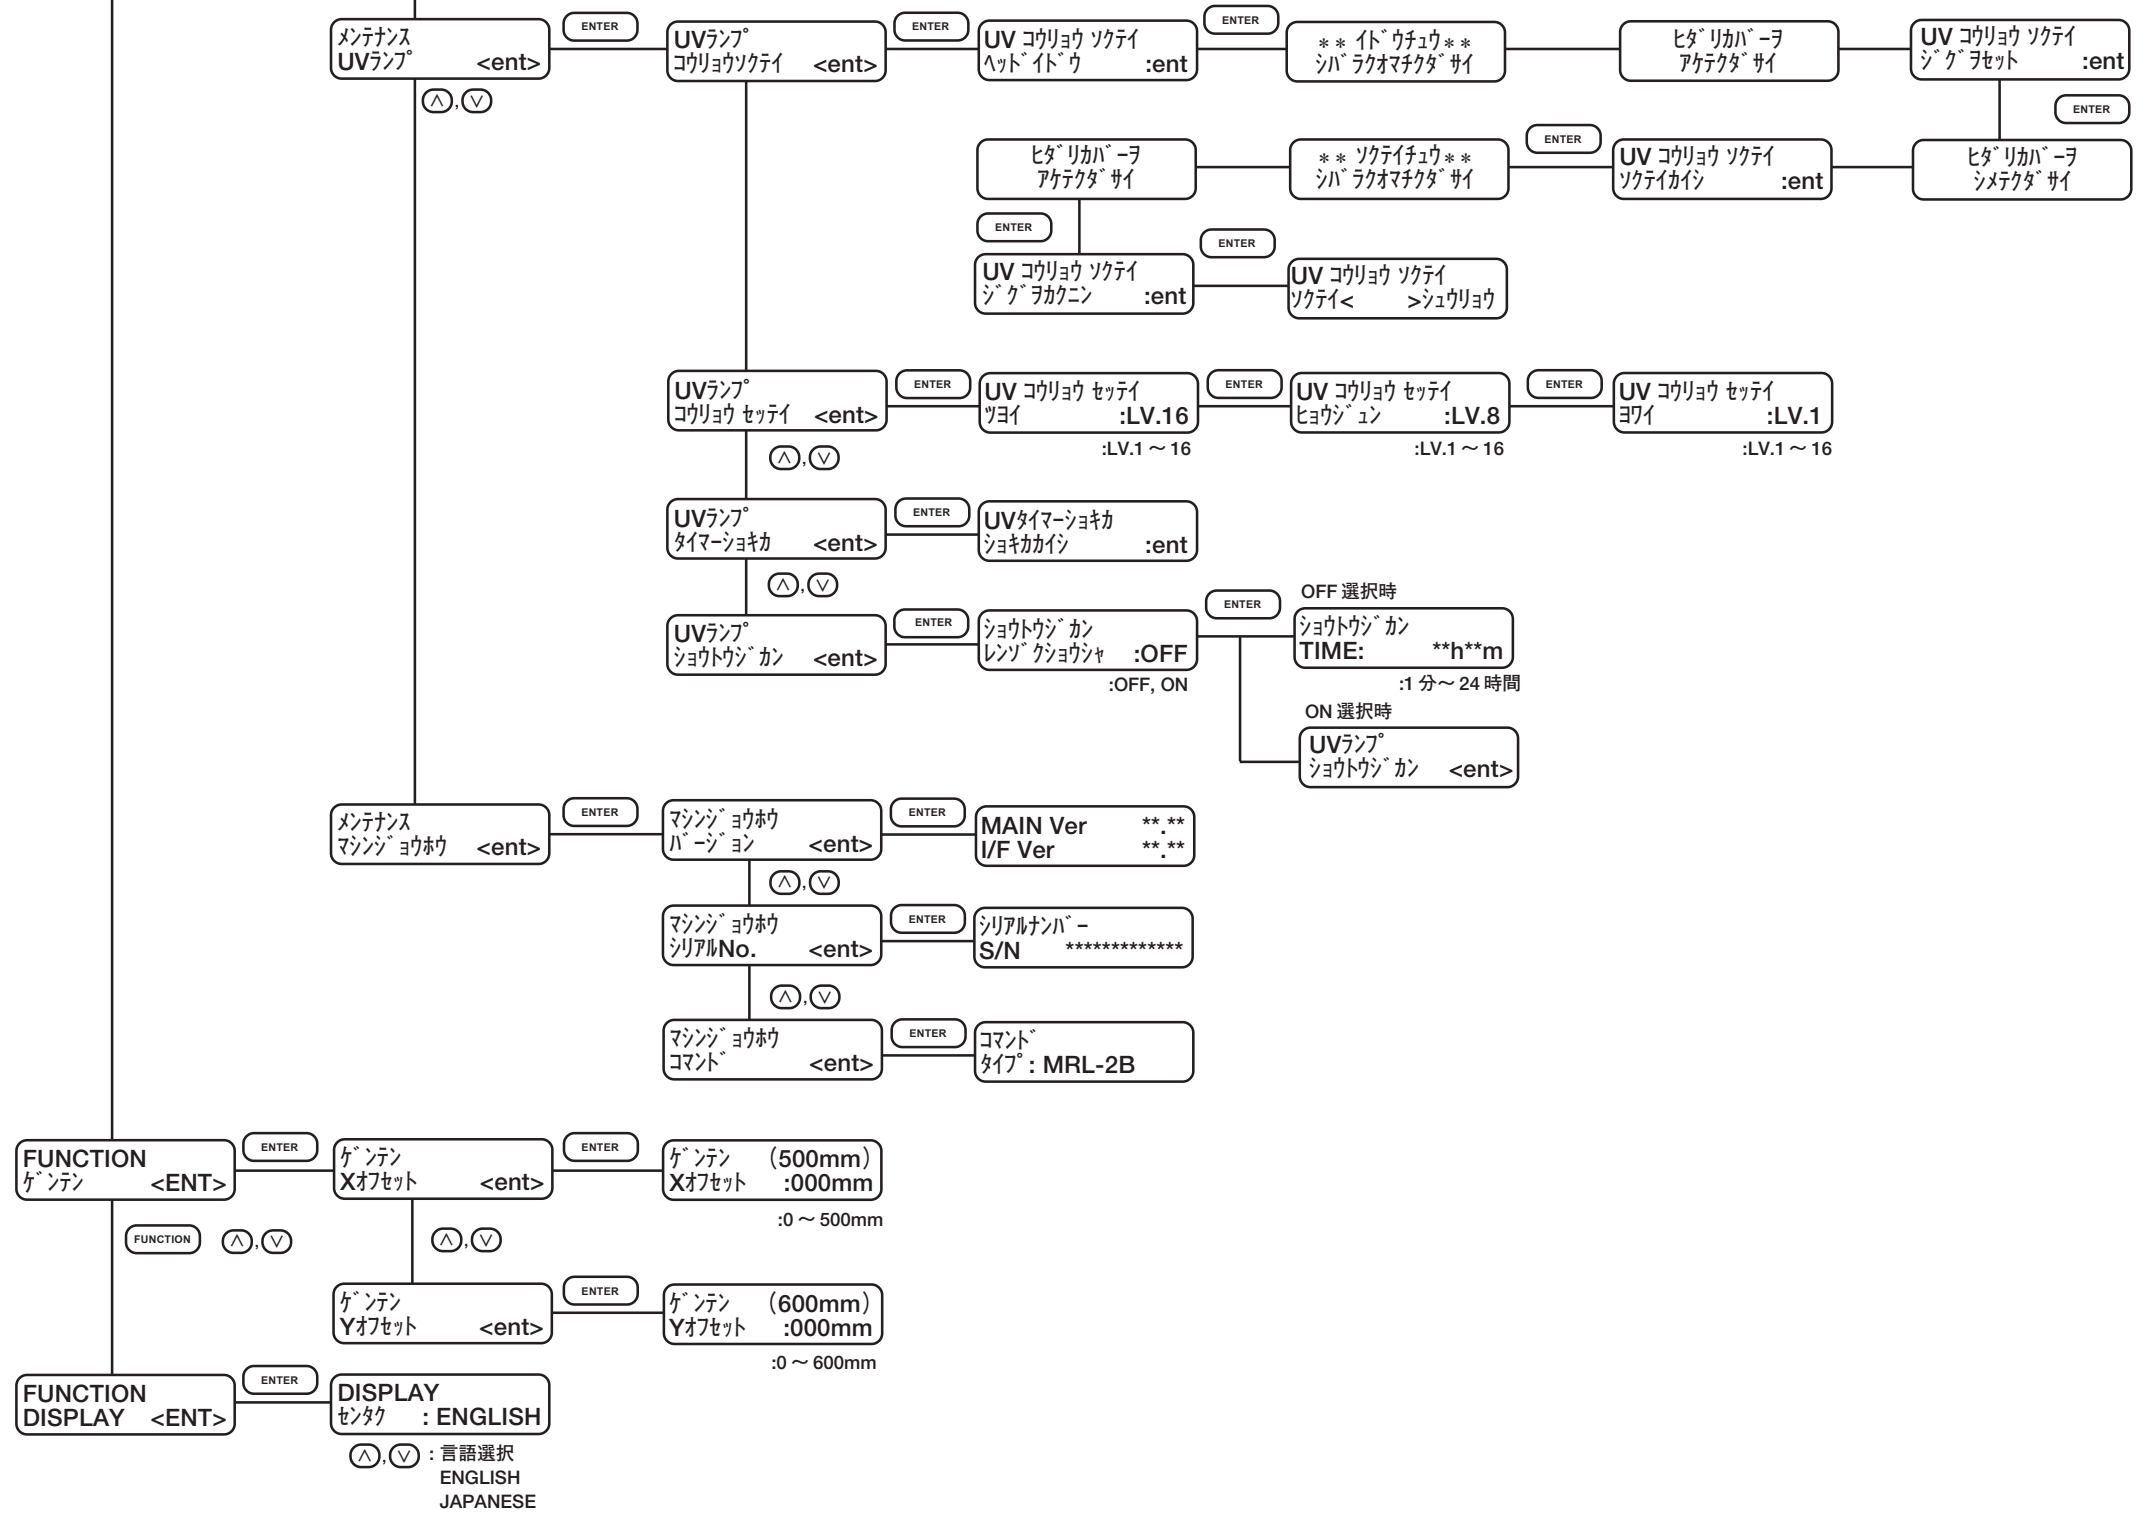 メンテナンス
UVランプ <ent>
ENTER
UVランプ
コウリョウソクテイ <ent>
ENTER
UV コウリョウ ソクテイ
ヘッドイドウ :ent
ENTER
** イドウチュウ**
シバラクオマチクダサイ
ヒダリカバーヲ
アケテクダサイ
UV コウリョウ ソクテイ
ジグヲセット :ent
∧,∨
ENTER
ヒダリカバーヲ
シメテクダサイ
UV コウリョウ ソクテイ
ソクテイカイシ :ent
ENTER
** ソクテイチュウ**
シバラクオマチクダサイ
ヒダリカバーヲ
アケテクダサイ
ENTER
UV コウリョウ ソクテイ
ジグヲカクニン :ent
ENTER
UV コウリョウ ソクテイ
ソクテイ< >シュウリョウ
UVランプ
コウリョウ セッテイ <ent>
ENTER
UV コウリョウ セッテイ
ツヨイ :LV.16
:LV.1 ～ 16
ENTER
UV コウリョウ セッテイ
ヒョウジュン :LV.8
:LV.1 ～ 16
ENTER
UV コウリョウ セッテイ
ヨワイ :LV.1
:LV.1 ～ 16
∧,∨
UVランプ
タイマーショキカ <ent>
ENTER
UVタイマーショキカ
ショキカカイシ :ent
∧,∨
UVランプ
ショウトウジカン <ent>
ENTER
ショウトウジカン
レンゾクショウシャ :OFF
:OFF, ON
ENTER
OFF 選択時
ショウトウジカン
TIME: **h**m
:1 分～ 24 時間
ON 選択時
UVランプ
ショウトウジカン <ent>
メンテナンス
マシンジョウホウ <ent>
ENTER
マシンジョウホウ
バージョン <ent>
ENTER
MAIN Ver **.**
I/F Ver **.**
∧,∨
マシンジョウホウ
シリアルNo. <ent>
ENTER
シリアルナンバー
S/N *************
∧,∨
マシンジョウホウ
コマンド <ent>
ENTER
コマンド
タイプ : MRL-2B
FUNCTION
ゲンテン <ENT>
ENTER
ゲンテン
Xオフセット <ent>
ENTER
ゲンテン (500mm)
Xオフセット :000mm
:0 ～ 500mm
FUNCTION ∧,∨
∧,∨
ゲンテン
Yオフセット <ent>
ENTER
ゲンテン (600mm)
Yオフセット :000mm
:0 ～ 600mm
FUNCTION
DISPLAY <ENT>
ENTER
DISPLAY
センタク : ENGLISH
∧,∨ : 言語選択
ENGLISH
JAPANESE